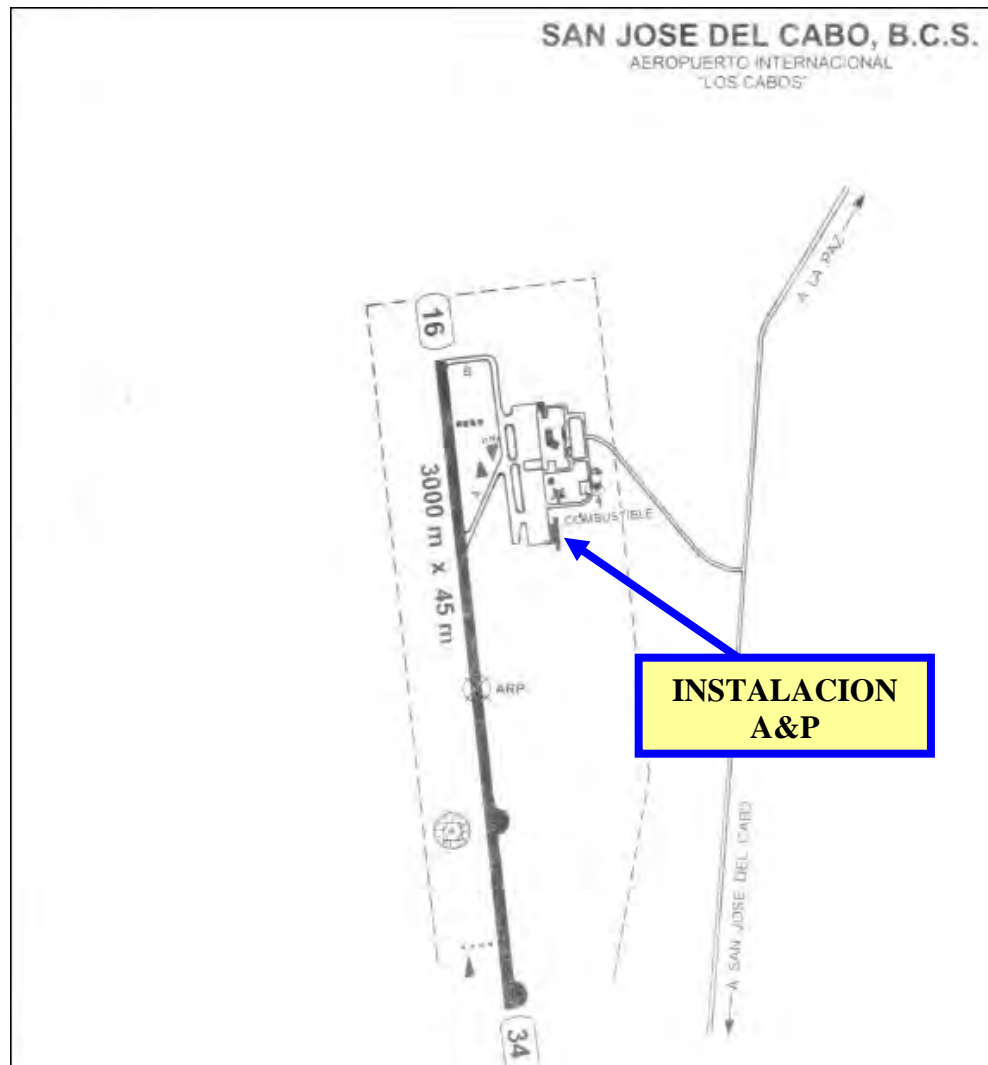 SAN JOSE DEL CABO, B.C.S.
AEROPUERTO INTERNACIONAL
"LOS CABOS"
A LA PAZ
16
B
3000 m x 45 m
COMBUSTIBLE
INSTALACION
A&P
ARP
A SAN JOSE DEL CABO
34